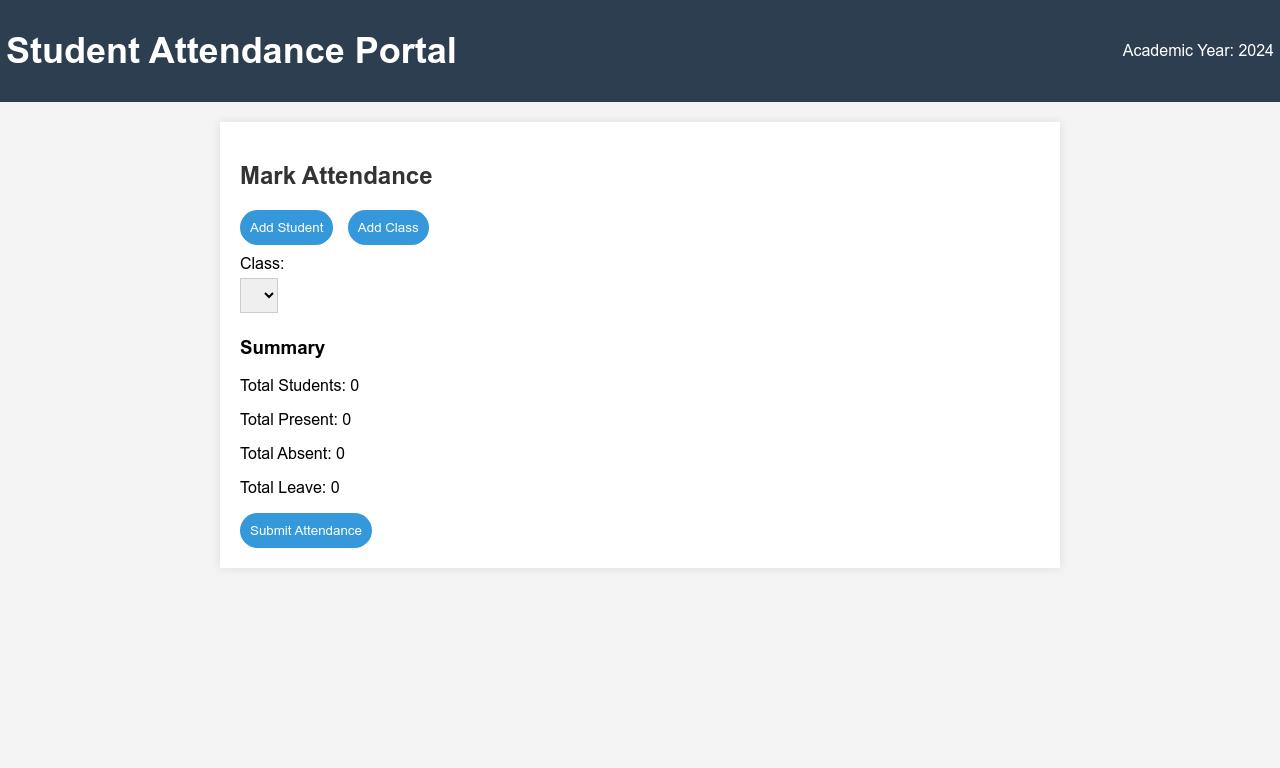 Student Attendance Portal
Academic Year: 2024
Mark Attendance
Add Student
Add Class
Class:
Summary
Total Students: 0
Total Present: 0
Total Absent: 0
Total Leave: 0
Submit Attendance